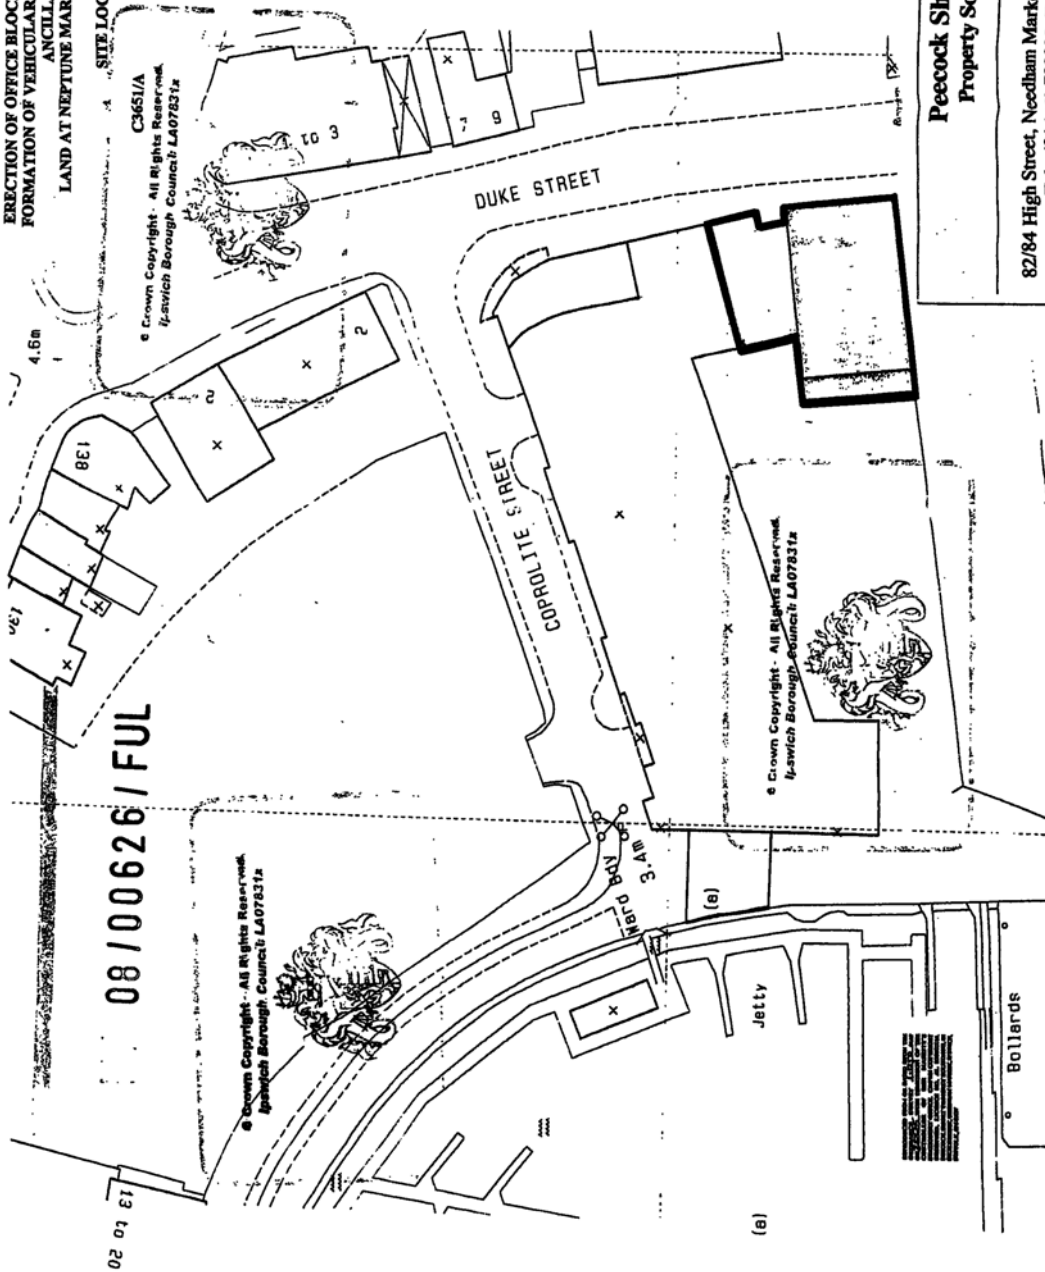 ERECTION OF OFFICE BLOC
FORMATION OF VEHICULAR
ANCILL
LAND AT NEPTUNE MAR
SITE LOC
C3651/A
© Crown Copyright - All Rights Reserved.
Ipswich Borough Council: LA07831x
4.6m
DUKE STREET
3 to 10
7
9
2
2
138
130
COPROLITE STREET
08/00626/FUL
© Crown Copyright - All Rights Reserved.
Ipswich Borough Council: LA07831x
© Crown Copyright - All Rights Reserved.
Ipswich Borough Council: LA07831x
Ward Bdy
3.4m
(a)
Jetty
(a)
Bollards
13 to 20
Peecock Sh
Property Se
82/84 High Street, Needham Mark